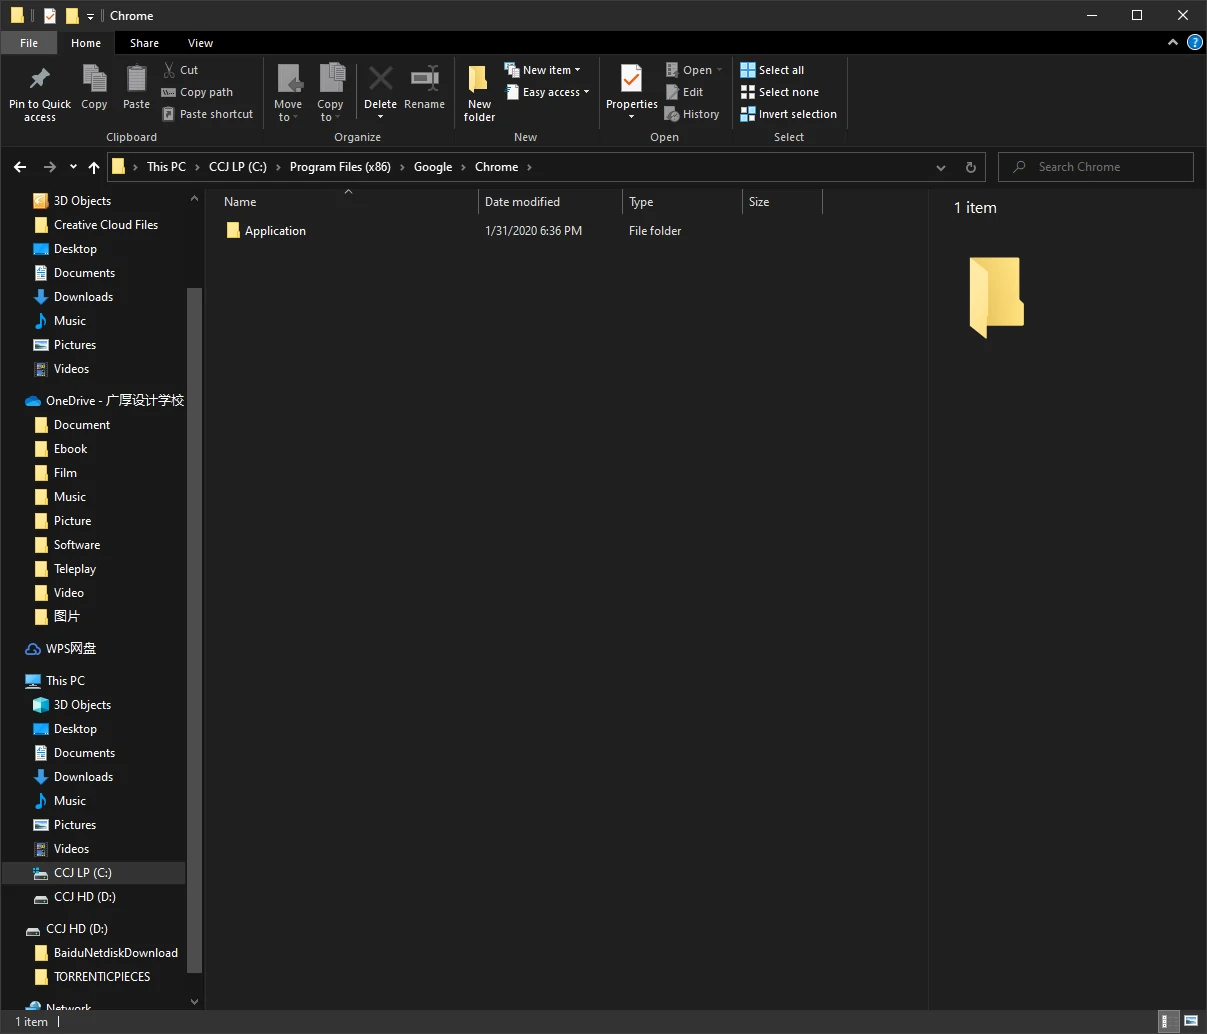 Chrome
File Home Share View
Pin to Quick access
Copy
Paste
Cut
Copy path
Paste shortcut
Clipboard
Move to
Copy to
Delete
Rename
Organize
New folder
New item
Easy access
New
Properties
Open
Edit
History
Open
Select all
Select none
Invert selection
Select
This PC > CCJ LP (C:) > Program Files (x86) > Google > Chrome >
Search Chrome
3D Objects
Creative Cloud Files
Desktop
Documents
Downloads
Music
Pictures
Videos
OneDrive - 广厚设计学校
Document
Ebook
Film
Music
Picture
Software
Teleplay
Video
图片
WPS网盘
This PC
3D Objects
Desktop
Documents
Downloads
Music
Pictures
Videos
CCJ LP (C:)
CCJ HD (D:)
CCJ HD (D:)
BaiduNetdiskDownload
TORRENTICPIECES
Network
Name Date modified Type Size
Application 1/31/2020 6:36 PM File folder
1 item
1 item